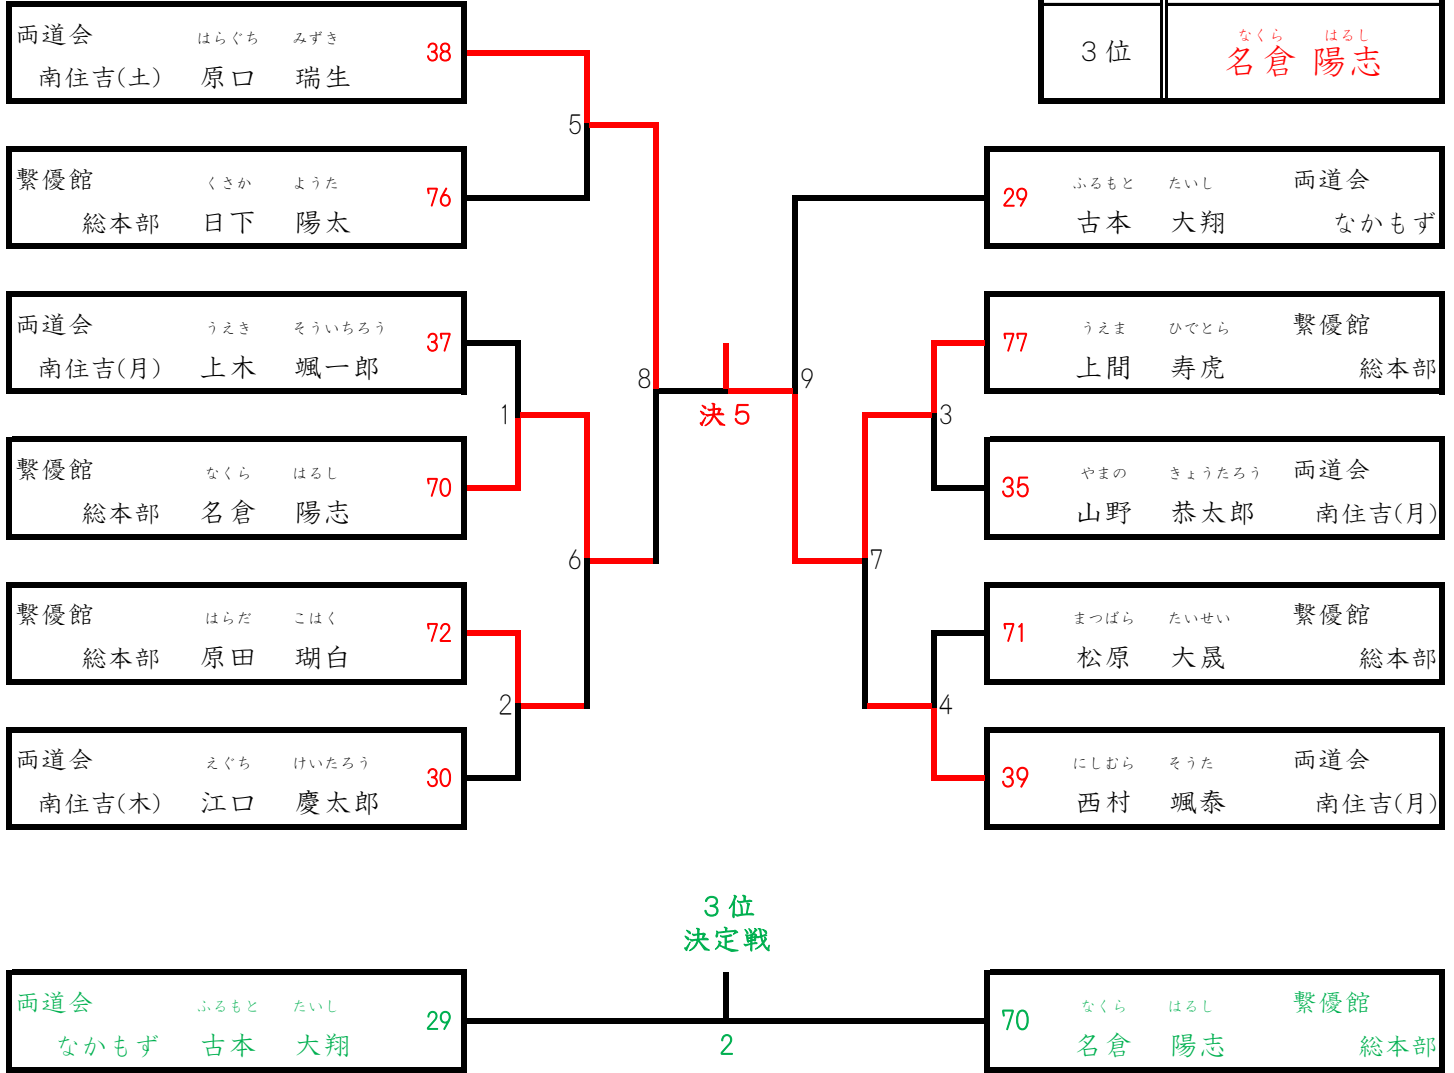 3 位
なくら はるし
名倉 陽志
両道会 はらぐち みずき 38
南住吉(土) 原口 瑞生
5
繋優館 くさか ようた 76
総本部 日下 陽太
29 ふるもと たいし 両道会
古本 大翔 なかもず
両道会 うえき そういちろう 37
南住吉(月) 上木 颯一郎
77 うえま ひでとら 繋優館
上間 寿虎 総本部
8
9
決 5
1
3
繋優館 なくら はるし 70
総本部 名倉 陽志
35 やまの きょうたろう 両道会
山野 恭太郎 南住吉(月)
6
7
繋優館 はらだ こはく 72
総本部 原田 瑚白
71 まつばら たいせい 繋優館
松原 大晟 総本部
2
4
両道会 えぐち けいたろう 30
南住吉(木) 江口 慶太郎
39 にしむら そうた 両道会
西村 颯泰 南住吉(月)
3 位
決定戦
両道会 ふるもと たいし 29
なかもず 古本 大翔
2
70 なくら はるし 繋優館
名倉 陽志 総本部